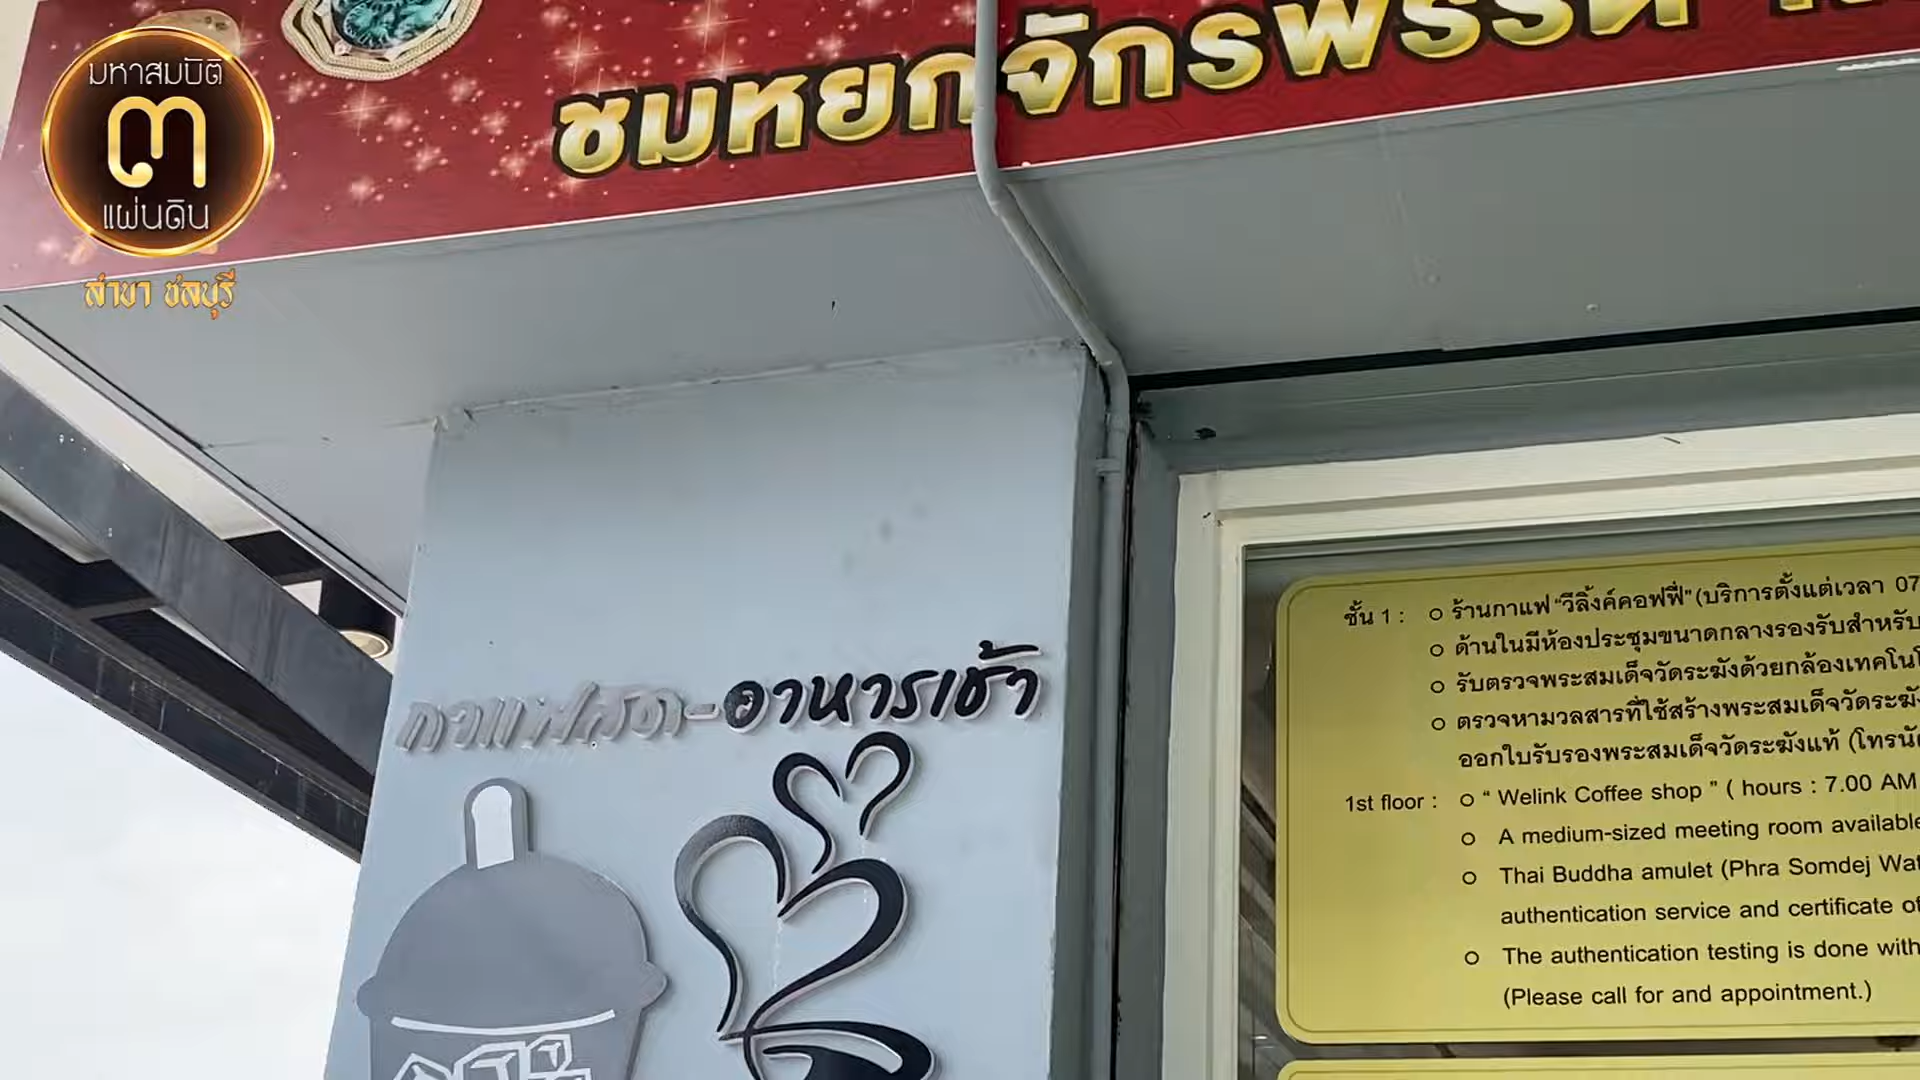 มหาสมบัติ
๓
แผ่นดิน
สาขา ชลบุรี
ชมหยกจักรพรรดิ
กาแฟสด-อาหารเช้า
ชั้น 1 : ○ ร้านกาแฟ "วีลิ้งค์คอฟฟี่" (บริการตั้งแต่เวลา 07
○ ด้านในมีห้องประชุมขนาดกลางรองรับสำหรับ
○ รับตรวจพระสมเด็จวัดระฆังด้วยกล้องเทคโนโ
○ ตรวจหามวลสารที่ใช้สร้างพระสมเด็จวัดระฆัง
ออกใบรับรองพระสมเด็จวัดระฆังแท้ (โทรนัด
1st floor : ○ “ Welink Coffee shop ” ( hours : 7.00 AM
○ A medium-sized meeting room available
○ Thai Buddha amulet (Phra Somdej Wat
authentication service and certificate of
○ The authentication testing is done with
(Please call for and appointment.)